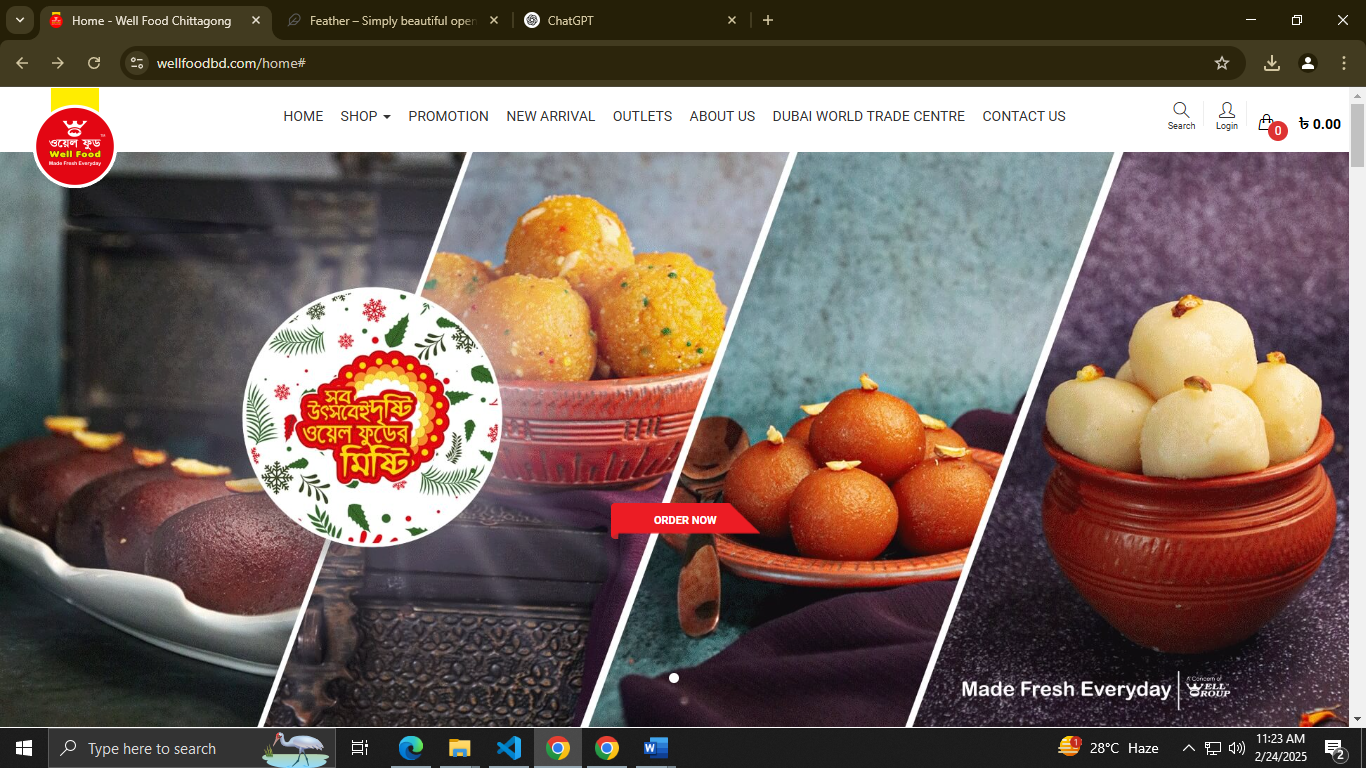 Home - Well Food Chittagong
Feather – Simply beautiful open
ChatGPT
wellfoodbd.com/home#
ওয়েল ফুড
Well Food
Made Fresh Everyday
HOME
SHOP
PROMOTION
NEW ARRIVAL
OUTLETS
ABOUT US
DUBAI WORLD TRADE CENTRE
CONTACT US
Search
Login
0
৳ 0.00
সব
উৎসবেই দৃষ্টি
ওয়েল ফুডের
মিষ্টি
ORDER NOW
Made Fresh Everyday
A Concern of
WELL
GROUP
Type here to search
1
28°C Haze
11:23 AM
2/24/2025
2